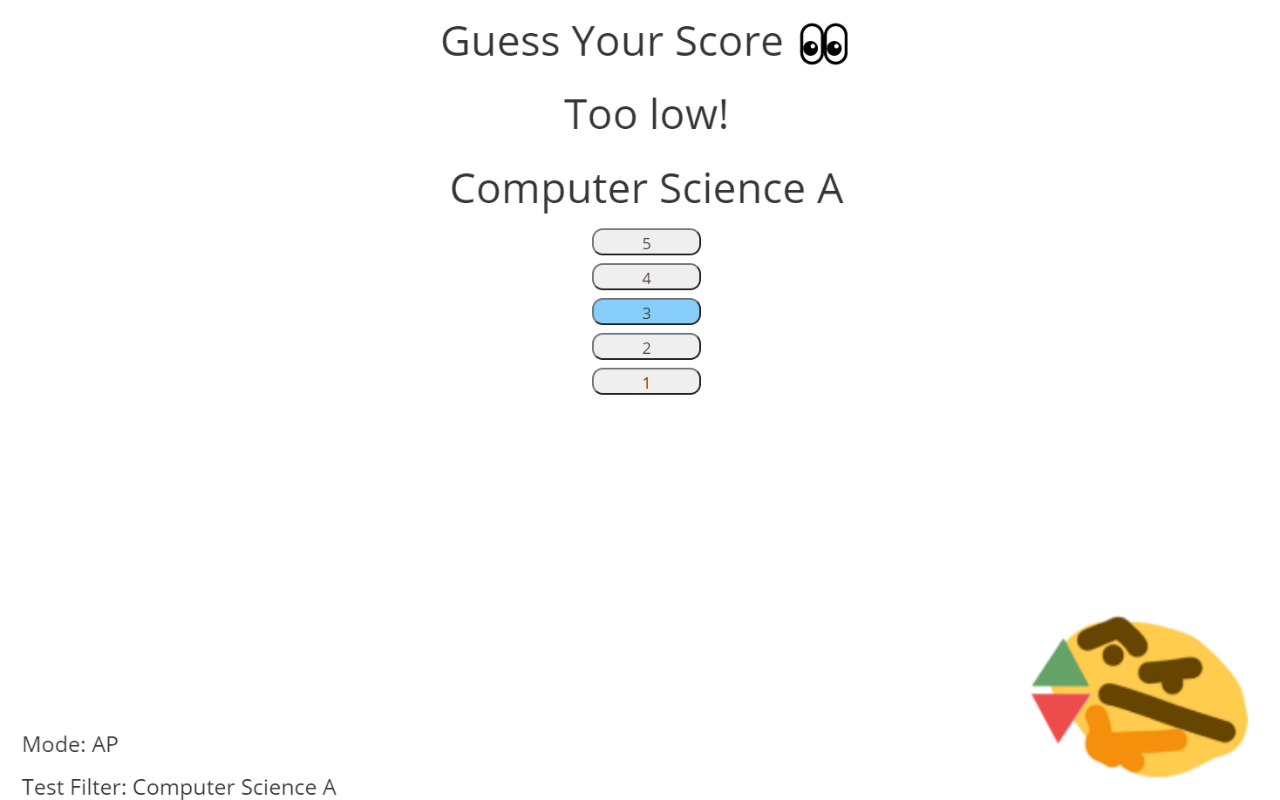 Guess Your Score 👀
Too low!
Computer Science A
5
4
3
2
1
Mode: AP
Test Filter: Computer Science A